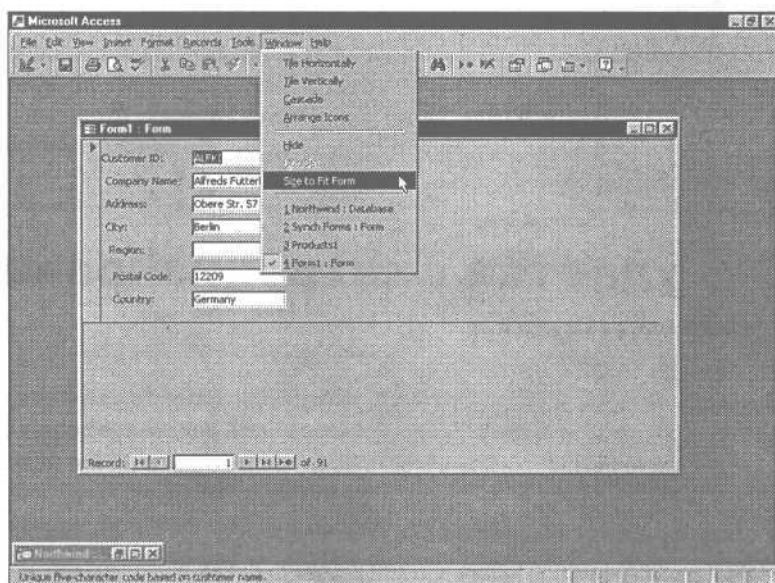 Microsoft Access
File Edit View Insert Format Records Tools Window Help
Tile Horizontally
Tile Vertically
Cascade
Arrange Icons
Hide
Size to Fit Form
1 Northwind : Database
2 Synch Forms : Form
3 Products1
4 Form1 : Form
Form1 : Form
Customer ID: ALFKI
Company Name: Alfreds Futterk
Address: Obere Str. 57
City: Berlin
Region:
Postal Code: 12209
Country: Germany
Record: 1 of 91
Northwind :
Unique five-character code based on customer name.